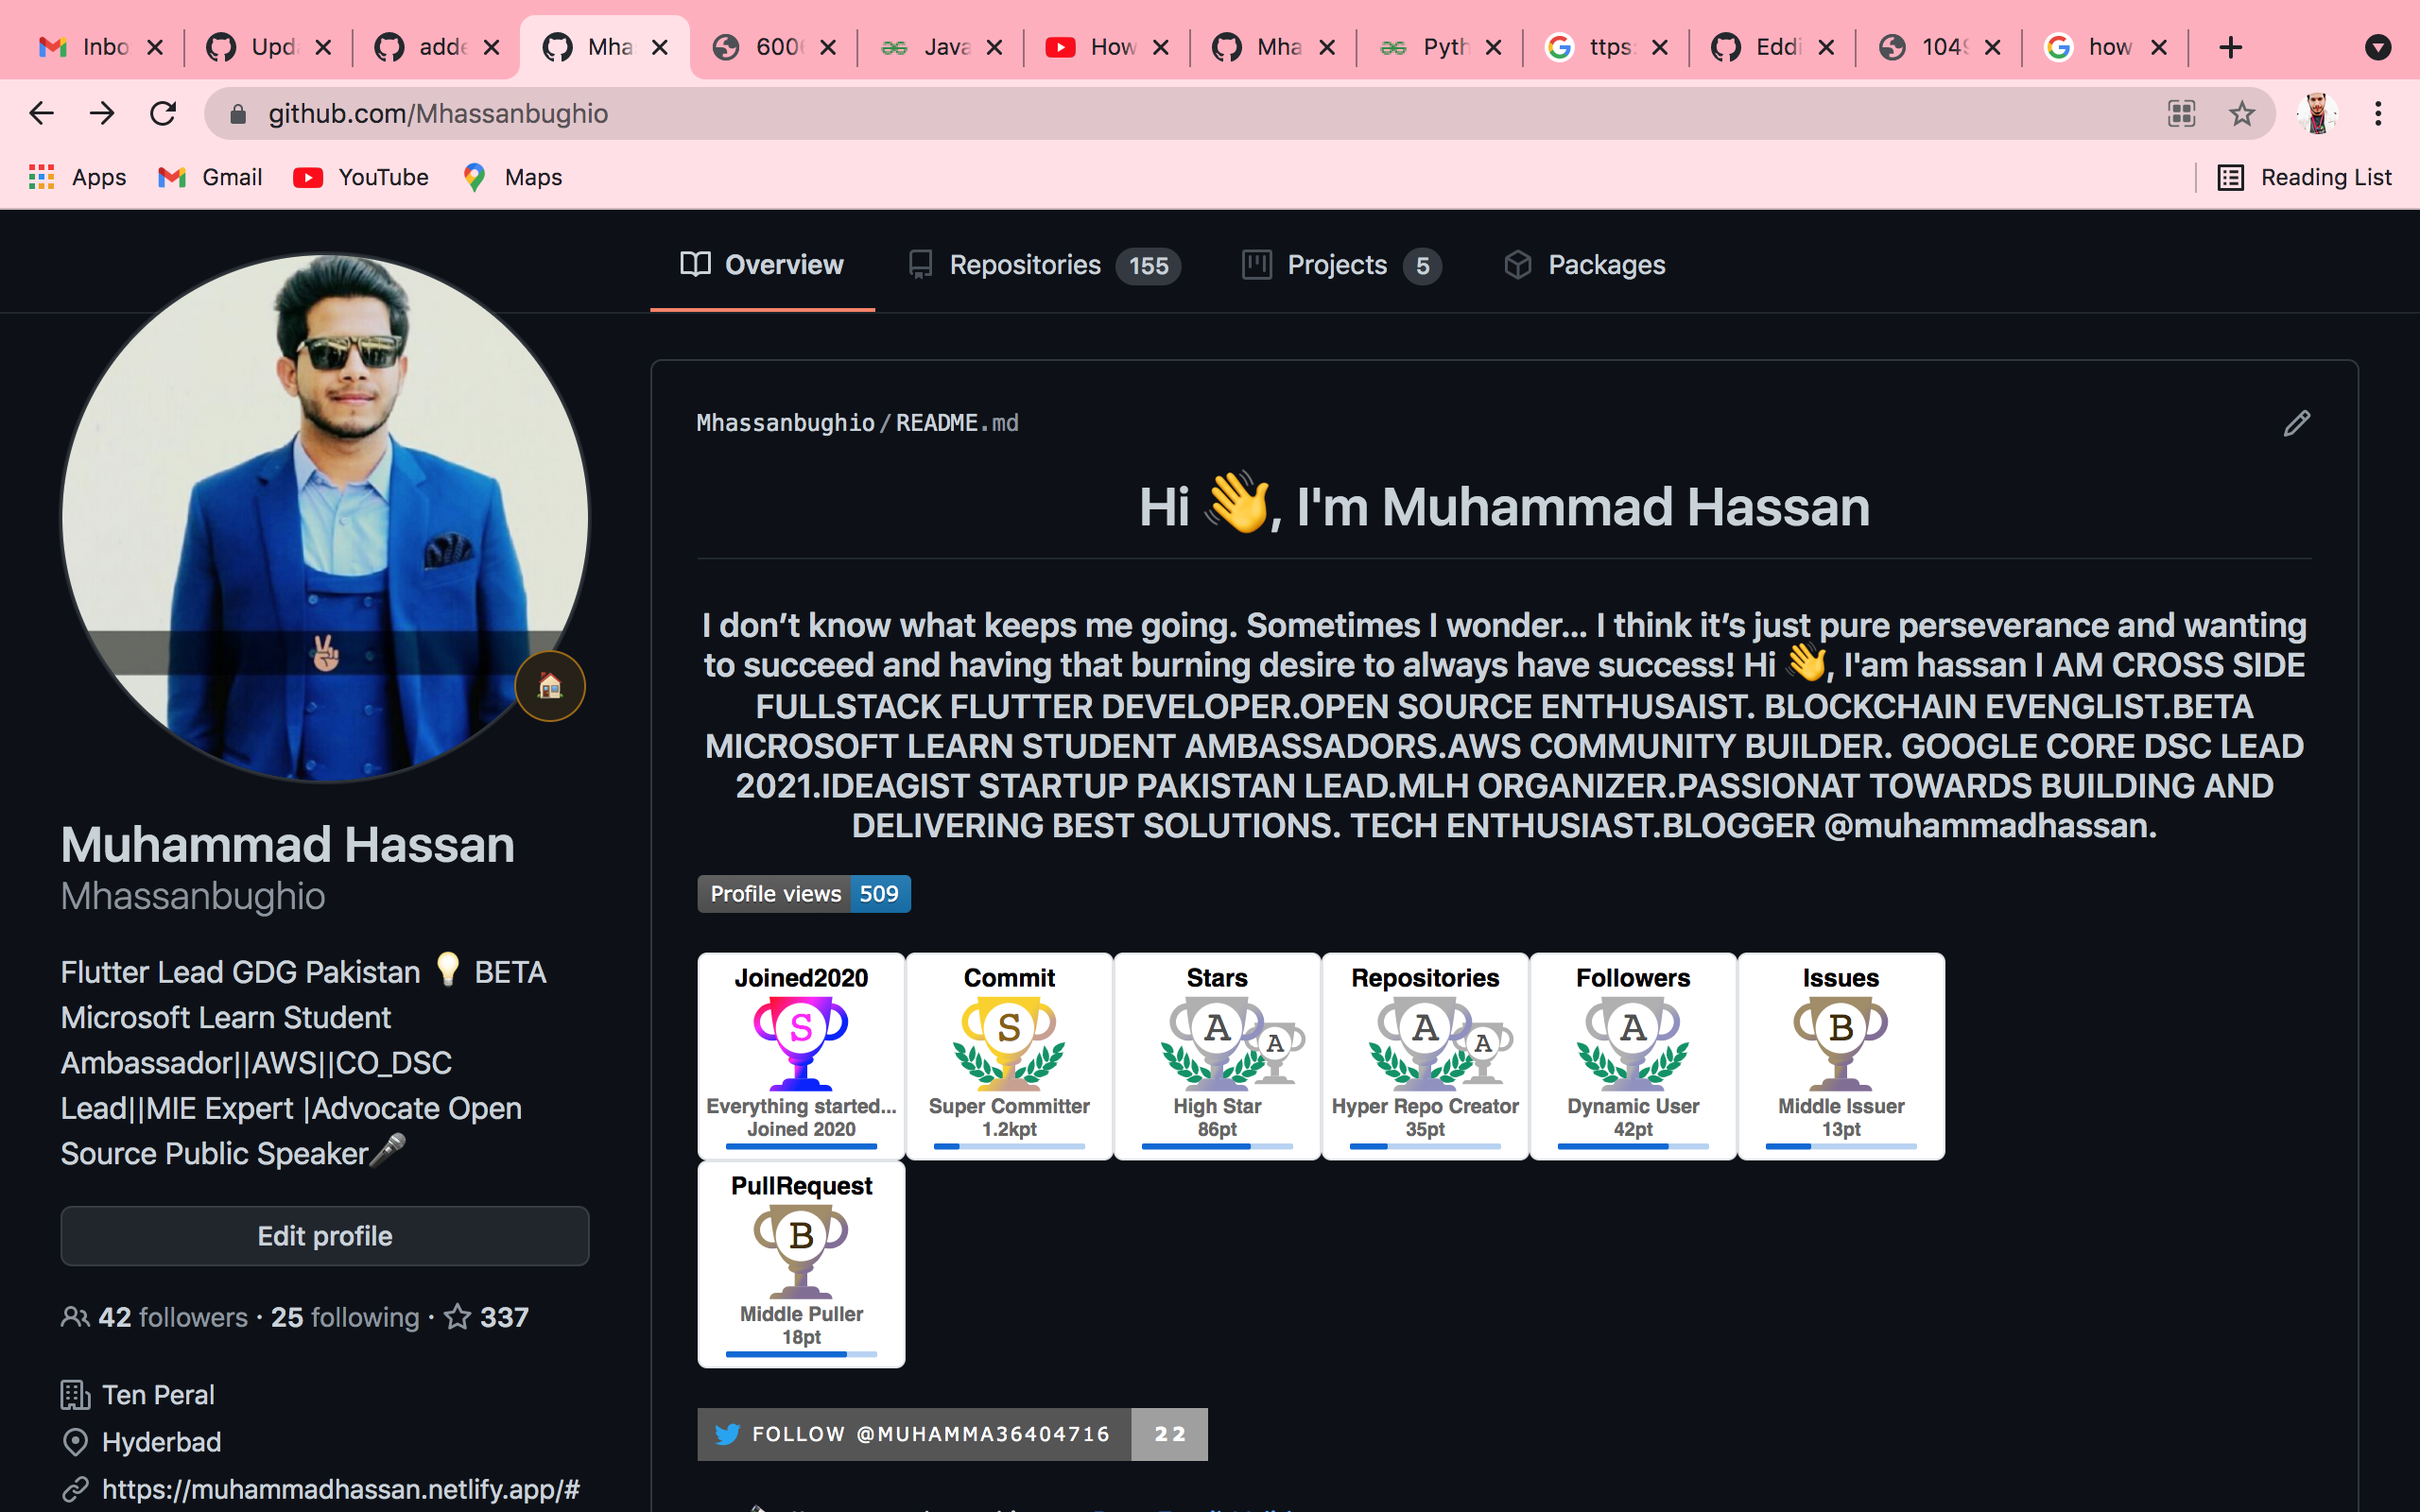 Inbo
Upd
adde
Mha
600
Java
How
Mha
Pyth
ttps:
Eddi
1049
how
github.com/Mhassanbughio
Apps
Gmail
YouTube
Maps
Reading List
Overview
Repositories 155
Projects 5
Packages
Mhassanbughio/README.md
Hi 👋, I'm Muhammad Hassan
I don’t know what keeps me going. Sometimes I wonder... I think it’s just pure perseverance and wanting
to succeed and having that burning desire to always have success! Hi 👋, I'am hassan I AM CROSS SIDE
FULLSTACK FLUTTER DEVELOPER.OPEN SOURCE ENTHUSAIST. BLOCKCHAIN EVENGLIST.BETA
MICROSOFT LEARN STUDENT AMBASSADORS.AWS COMMUNITY BUILDER. GOOGLE CORE DSC LEAD
2021.IDEAGIST STARTUP PAKISTAN LEAD.MLH ORGANIZER.PASSIONAT TOWARDS BUILDING AND
DELIVERING BEST SOLUTIONS. TECH ENTHUSIAST.BLOGGER @muhammadhassan.
Profile views 509
Joined2020
S
Everything started...
Joined 2020
Commit
S
Super Committer
1.2kpt
Stars
A A
High Star
86pt
Repositories
A A
Hyper Repo Creator
35pt
Followers
A
Dynamic User
42pt
Issues
B
Middle Issuer
13pt
PullRequest
B
Middle Puller
18pt
FOLLOW @MUHAMMA36404716 22
Muhammad Hassan
Mhassanbughio
Flutter Lead GDG Pakistan 💡 BETA
Microsoft Learn Student
Ambassador||AWS||CO_DSC
Lead||MIE Expert |Advocate Open
Source Public Speaker🎤
Edit profile
42 followers · 25 following · 337
Ten Peral
Hyderbad
https://muhammadhassan.netlify.app/#